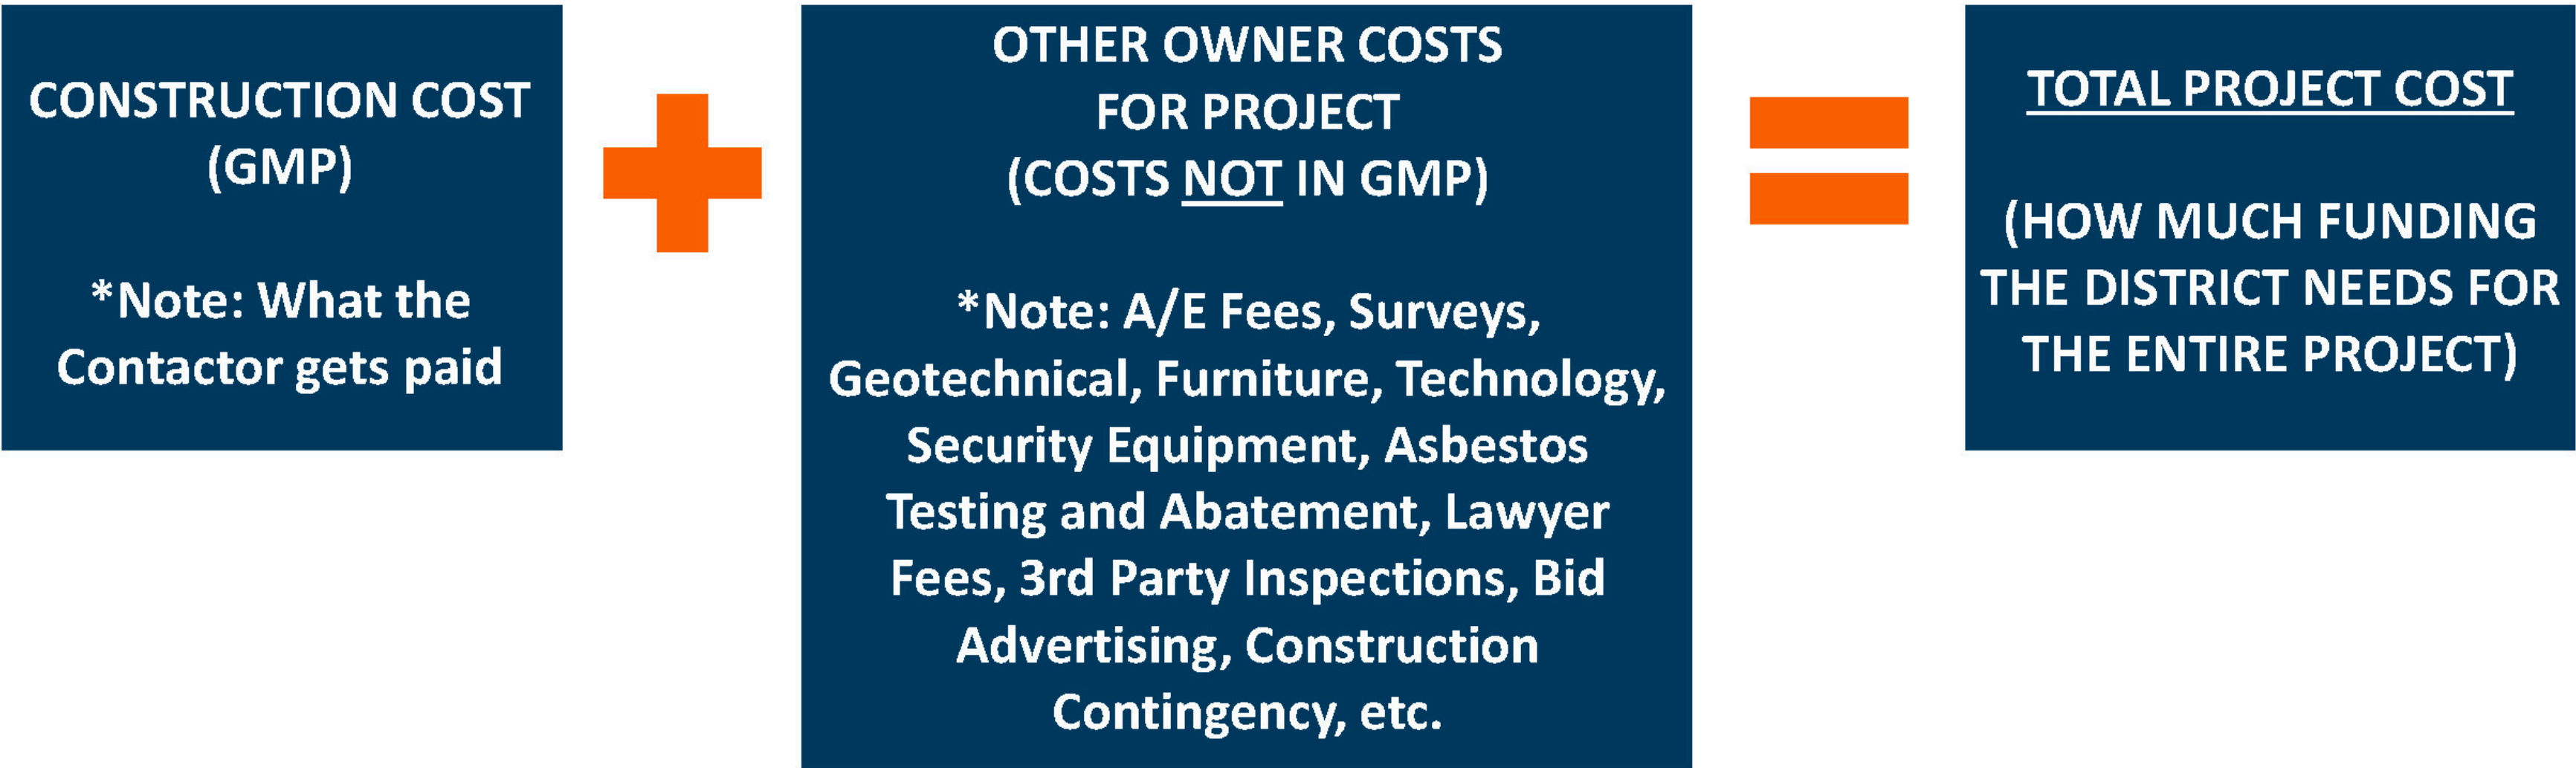 CONSTRUCTION COST
(GMP)
*Note: What the
Contactor gets paid
OTHER OWNER COSTS
FOR PROJECT
(COSTS NOT IN GMP)
*Note: A/E Fees, Surveys,
Geotechnical, Furniture, Technology,
Security Equipment, Asbestos
Testing and Abatement, Lawyer
Fees, 3rd Party Inspections, Bid
Advertising, Construction
Contingency, etc.
TOTAL PROJECT COST
(HOW MUCH FUNDING
THE DISTRICT NEEDS FOR
THE ENTIRE PROJECT)